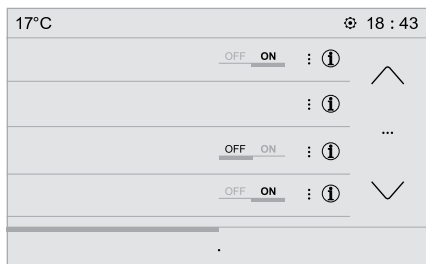 17°C 18 : 43
OFF ON : i
: i
...
OFF ON : i
OFF ON : i
.